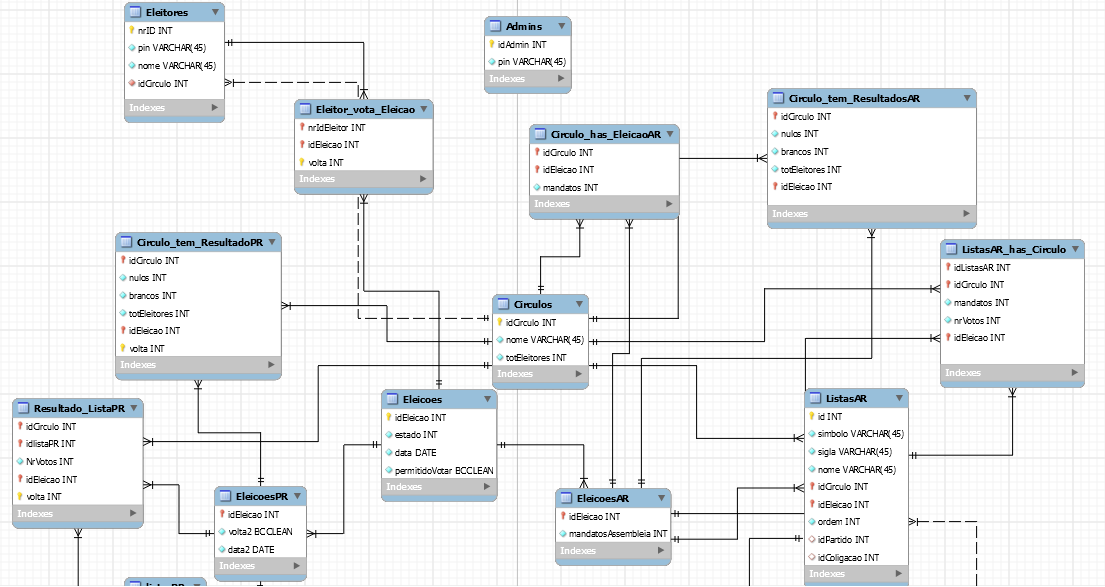 Eleitores
nrID INT
pin VARCHAR(45)
nome VARCHAR(45)
idCirculo INT
Indexes
Admins
idAdmin INT
pin VARCHAR(45)
Indexes
Eleitor_vota_Eleicao
nrIdEleitor INT
idEleicao INT
volta INT
Indexes
Circulo_has_EleicaoAR
idCirculo INT
idEleicao INT
mandatos INT
Indexes
Circulo_tem_ResultadosAR
idCirculo INT
nulos INT
brancos INT
totEleitores INT
idEleicao INT
Indexes
Circulo_tem_ResultadoPR
idCirculo INT
nulos INT
brancos INT
totEleitores INT
idEleicao INT
volta INT
Indexes
ListasAR_has_Circulo
idListasAR INT
idCirculo INT
mandatos INT
nrVotos INT
idEleicao INT
Indexes
Circulos
idCirculo INT
nome VARCHAR(45)
totEleitores INT
Indexes
Resultado_ListaPR
idCirculo INT
idlistaPR INT
NrVotos INT
idEleicao INT
volta INT
Indexes
Eleicoes
idEleicao INT
estado INT
data DATE
permitidoVotar BOOLEAN
Indexes
ListasAR
id INT
simbolo VARCHAR(45)
sigla VARCHAR(45)
nome VARCHAR(45)
idCirculo INT
idEleicao INT
ordem INT
idPartido INT
idColigacao INT
Indexes
EleicoesPR
idEleicao INT
volta2 BOOLEAN
data2 DATE
Indexes
EleicoesAR
idEleicao INT
mandatosAssembleia INT
Indexes